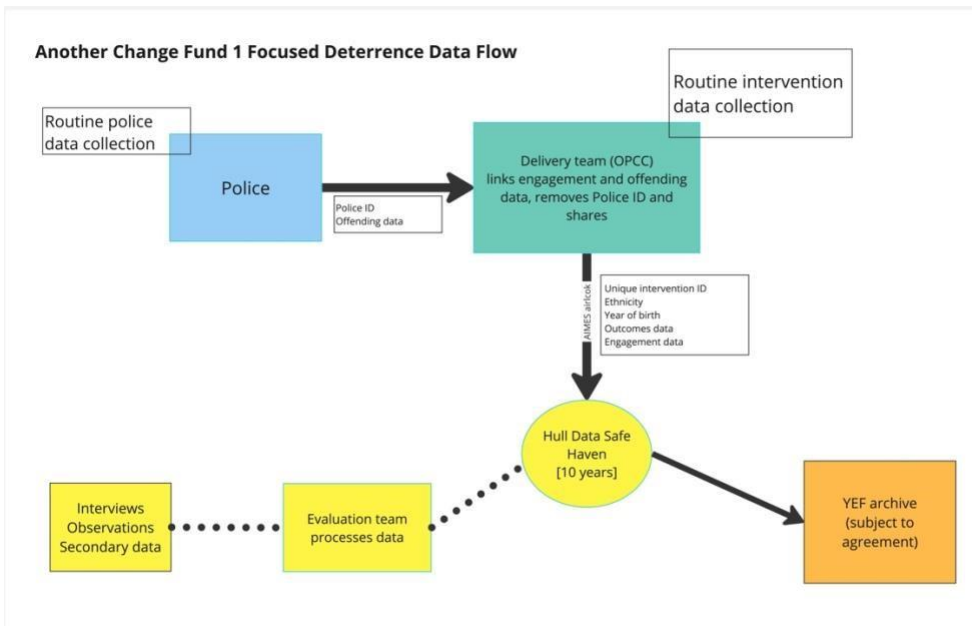 Another Change Fund 1 Focused Deterrence Data Flow
Routine intervention
data collection
Routine police
data collection
Police
Police ID
Offending data
Delivery team (OPCC)
links engagement and offending
data, removes Police ID and
shares
AIMES airlcok
Unique intervention ID
Ethnicity
Year of birth
Outcomes data
Engagement data
Hull Data Safe
Haven
[10 years]
Interviews
Observations
Secondary data
Evaluation team
processes data
YEF archive
(subject to
agreement)